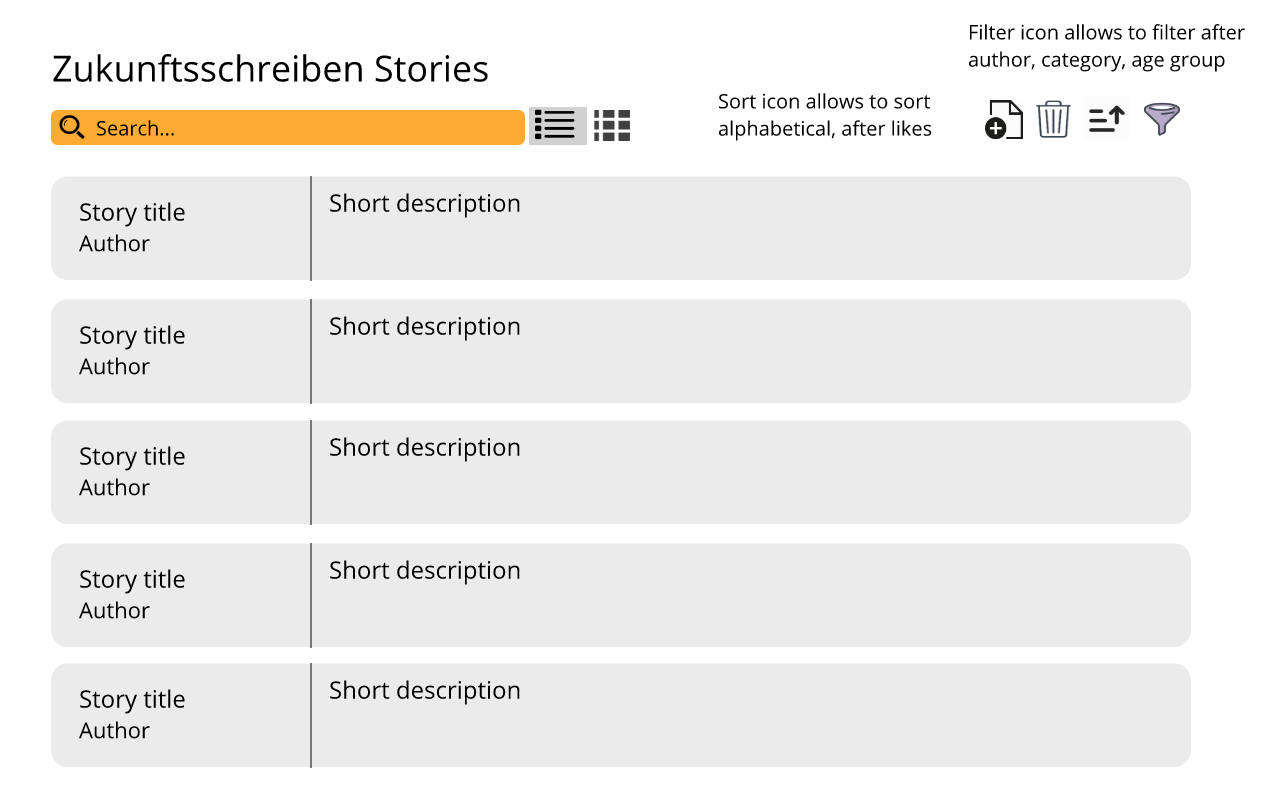 Filter icon allows to filter after
author, category, age group
Zukunftsschreiben Stories
Sort icon allows to sort
alphabetical, after likes
Search...
Story title
Author
Short description
Story title
Author
Short description
Story title
Author
Short description
Story title
Author
Short description
Story title
Author
Short description